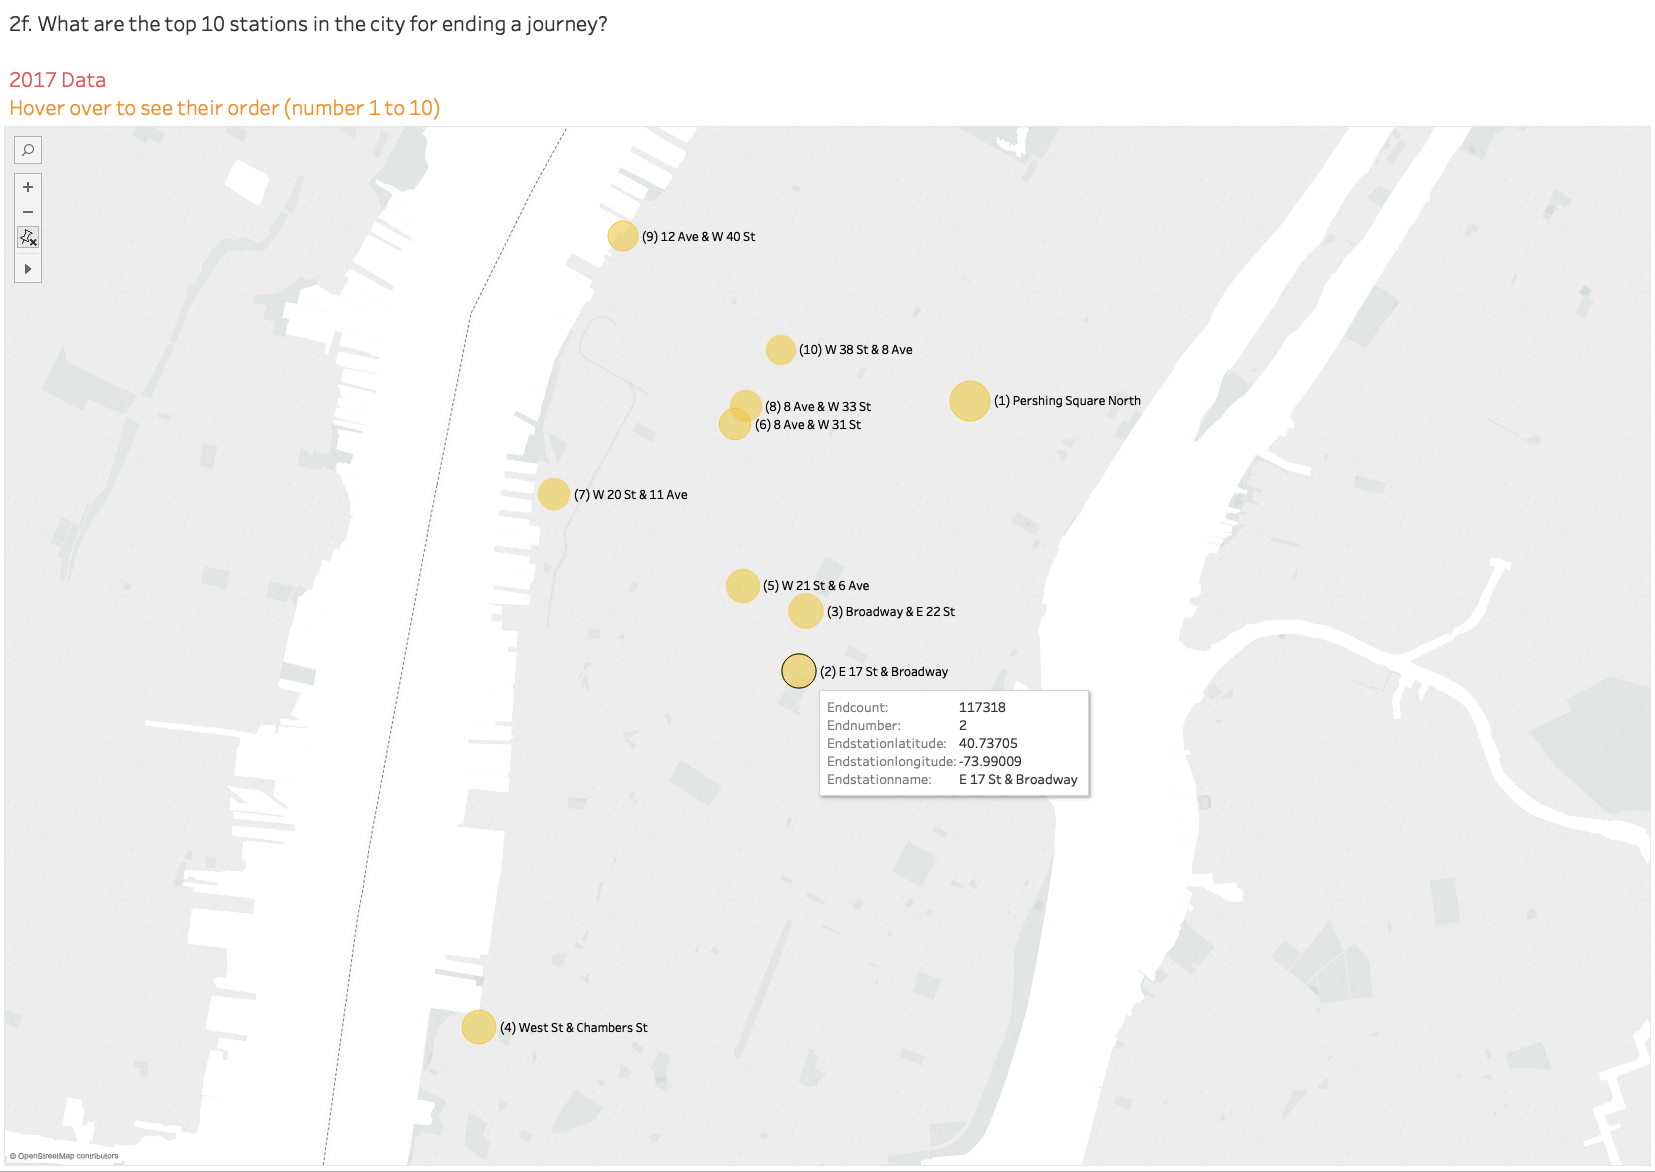 2f. What are the top 10 stations in the city for ending a journey?
2017 Data
Hover over to see their order (number 1 to 10)
(9) 12 Ave & W 40 St
(10) W 38 St & 8 Ave
(1) Pershing Square North
(8) 8 Ave & W 33 St
(6) 8 Ave & W 31 St
(7) W 20 St & 11 Ave
(5) W 21 St & 6 Ave
(3) Broadway & E 22 St
(2) E 17 St & Broadway
Endcount: 117318
Endnumber: 2
Endstationlatitude: 40.73705
Endstationlongitude: -73.99009
Endstationname: E 17 St & Broadway
(4) West St & Chambers St
© OpenStreetMap contributors